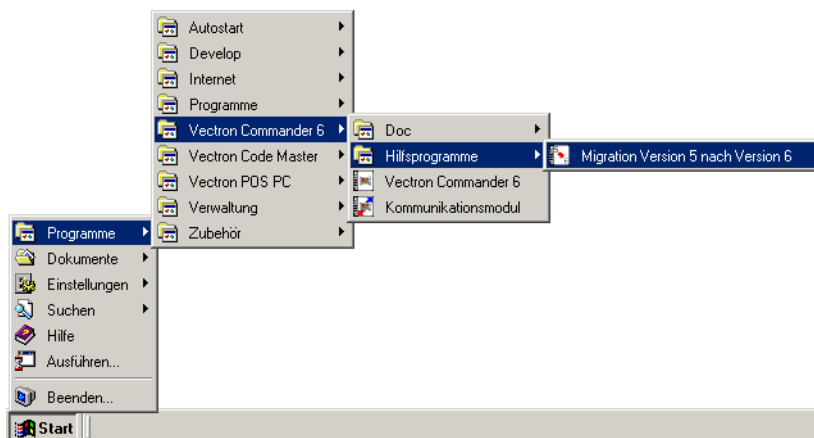 Autostart
Develop
Internet
Programme
Vectron Commander 6
Vectron Code Master
Vectron POS PC
Verwaltung
Zubehör
Doc
Hilfsprogramme
Vectron Commander 6
Kommunikationsmodul
Migration Version 5 nach Version 6
Programme
Dokumente
Einstellungen
Suchen
Hilfe
Ausführen...
Beenden...
Start